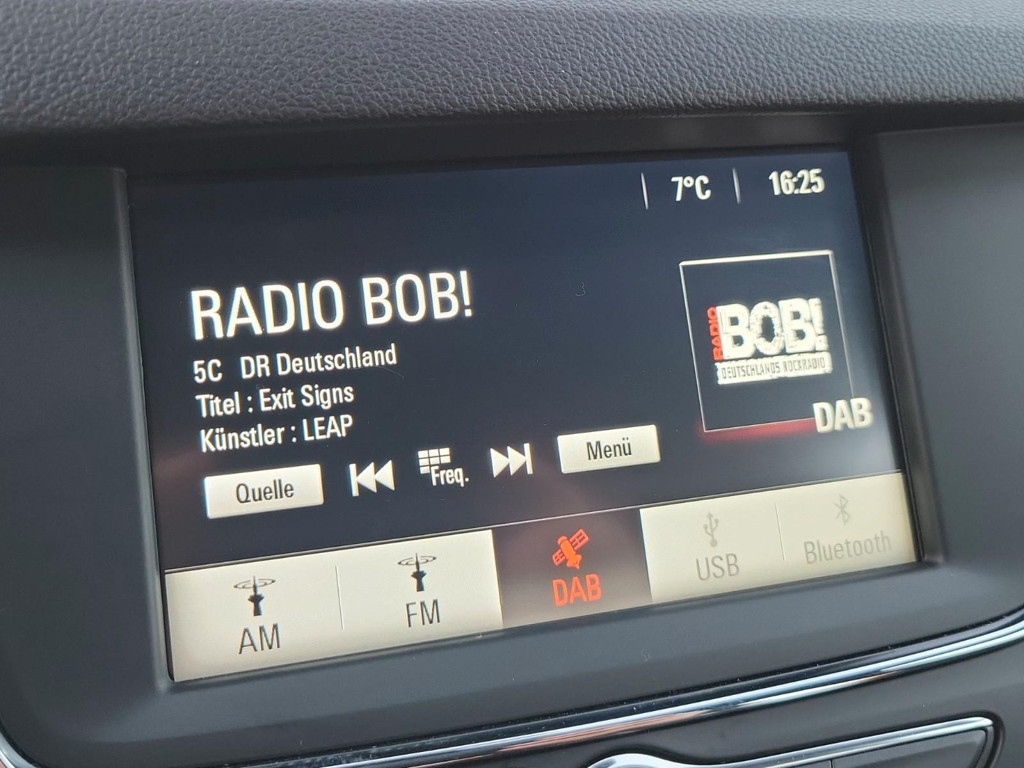 7°C 16:25
RADIO BOB!
5C DR Deutschland
Titel : Exit Signs
Künstler : LEAP
RADIO
BOB!
DEUTSCHLANDS ROCKRADIO
DAB
Quelle
Freq.
Menü
AM
FM
DAB
USB
Bluetooth